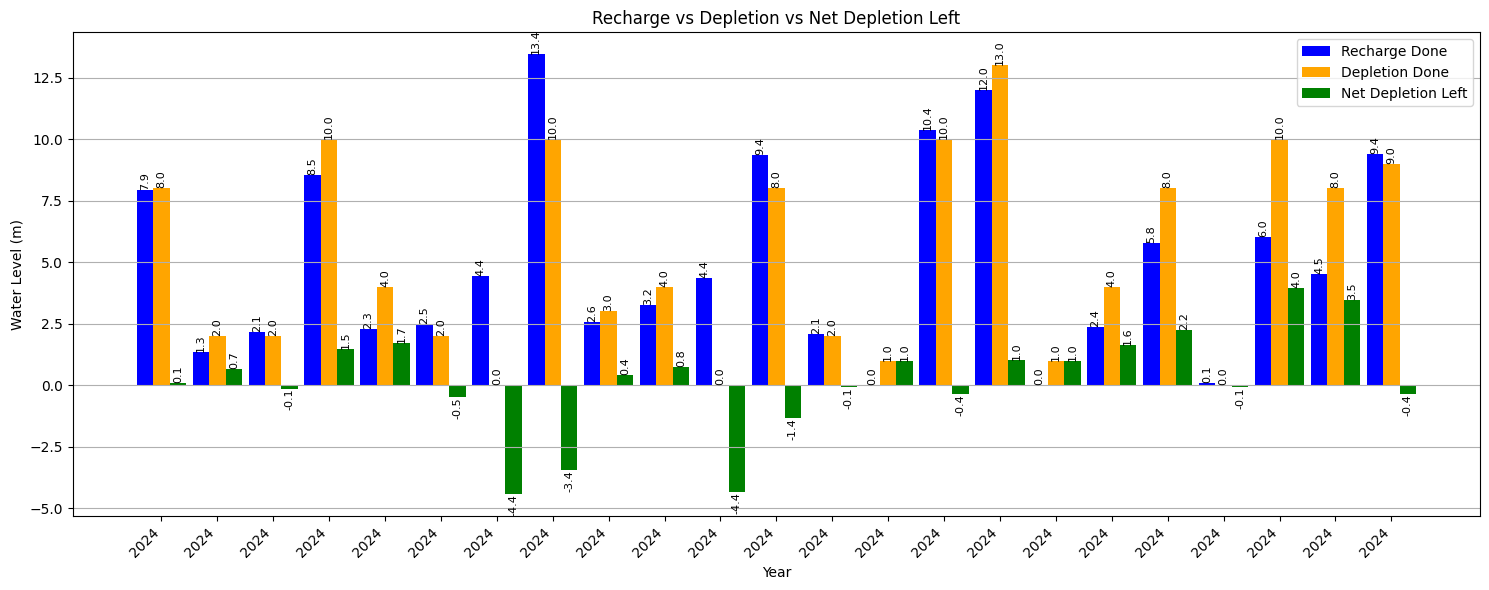 Recharge vs Depletion vs Net Depletion Left
Recharge Done
Depletion Done
Net Depletion Left
Water Level (m)
12.5
10.0
7.5
5.0
2.5
0.0
−2.5
−5.0
7.9 8.0 0.1
1.3 2.0 0.7
2.1 2.0 -0.1
8.5 10.0 1.5
2.3 4.0 1.7
2.5 2.0 -0.5
4.4 0.0 -4.4
13.4 10.0 -3.4
2.6 3.0 0.4
3.2 4.0 0.8
4.4 0.0 -4.4
9.4 8.0 -1.4
2.1 2.0 -0.1
0.0 1.0 1.0
10.4 10.0 -0.4
12.0 13.0 1.0
0.0 1.0 1.0
2.4 4.0 1.6
5.8 8.0 2.2
0.1 0.0 -0.1
6.0 10.0 4.0
4.5 8.0 3.5
9.4 9.0 -0.4
2024 2024 2024 2024 2024 2024 2024 2024 2024 2024 2024 2024 2024 2024 2024 2024 2024 2024 2024 2024 2024 2024 2024
Year